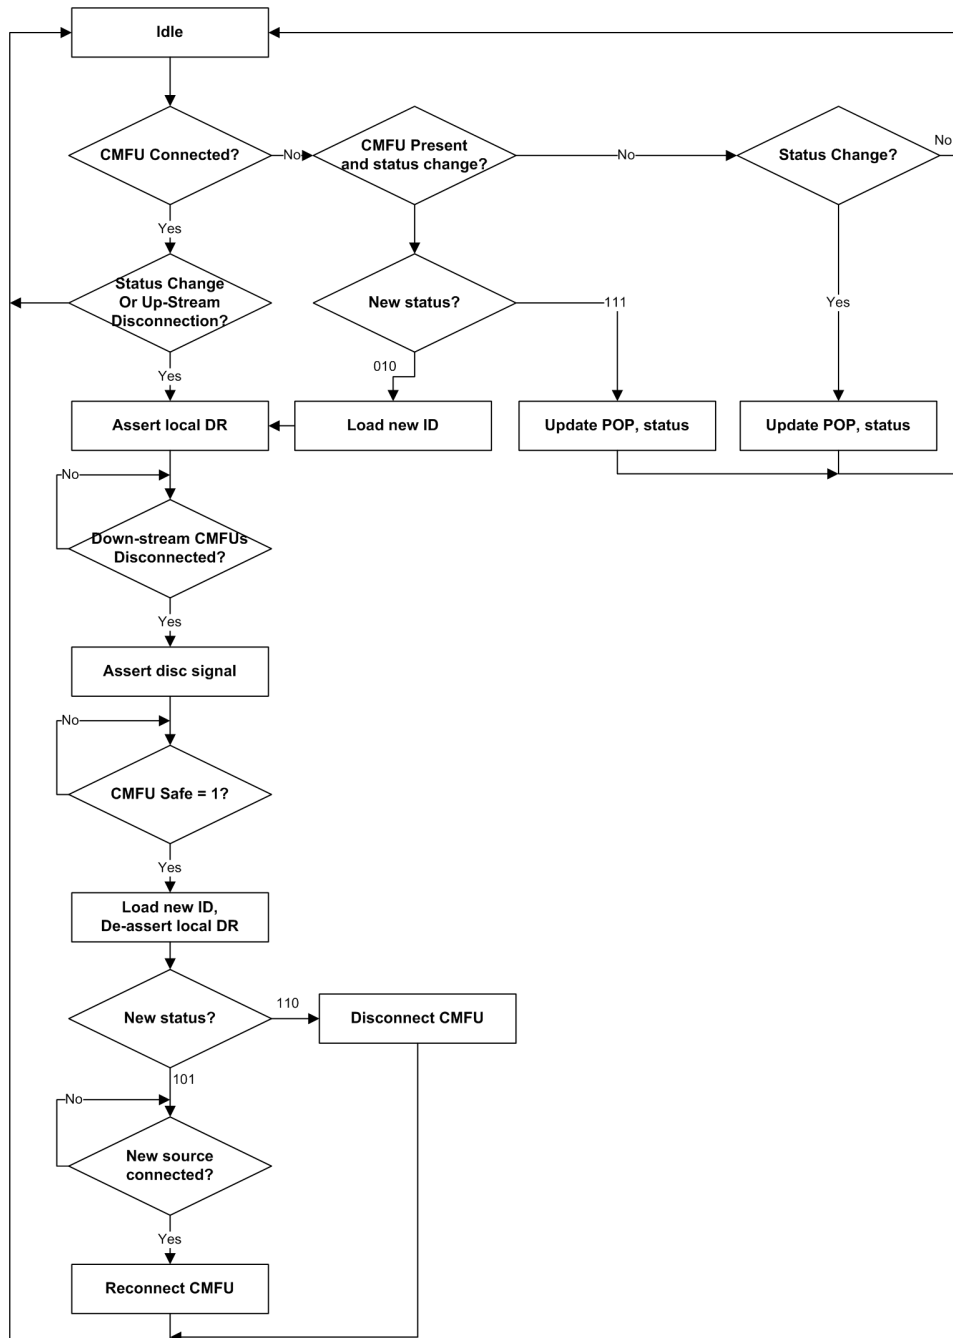 Idle
CMFU Connected?
No
CMFU Present
and status change?
No
Status Change?
No
Yes
Status Change
Or Up-Stream
Disconnection?
New status?
111
Yes
010
Yes
Assert local DR
Load new ID
Update POP, status
Update POP, status
No
Down-stream CMFUs
Disconnected?
Yes
Assert disc signal
No
CMFU Safe = 1?
Yes
Load new ID,
De-assert local DR
New status?
110
Disconnect CMFU
101
No
New source
connected?
Yes
Reconnect CMFU